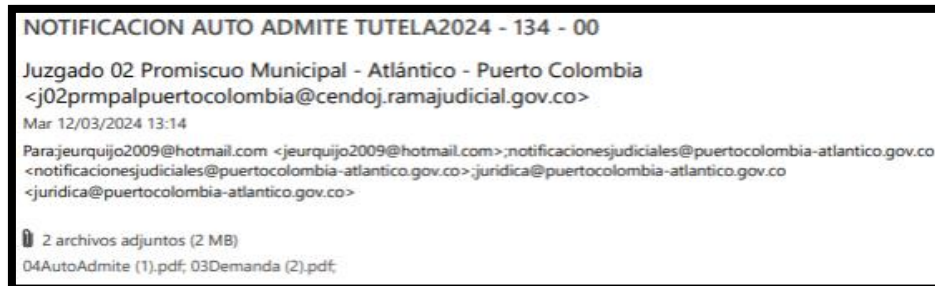 NOTIFICACION AUTO ADMITE TUTELA2024 - 134 - 00
Juzgado 02 Promiscuo Municipal - Atlántico - Puerto Colombia
<j02prmpalpuertocolombia@cendoj.ramajudicial.gov.co>
Mar 12/03/2024 13:14
Para:jeurquijo2009@hotmail.com <jeurquijo2009@hotmail.com>;notificacionesjudiciales@puertocolombia-atlantico.gov.co
<notificacionesjudiciales@puertocolombia-atlantico.gov.co>;juridica@puertocolombia-atlantico.gov.co
<juridica@puertocolombia-atlantico.gov.co>
2 archivos adjuntos (2 MB)
04AutoAdmite (1).pdf; 03Demanda (2).pdf;